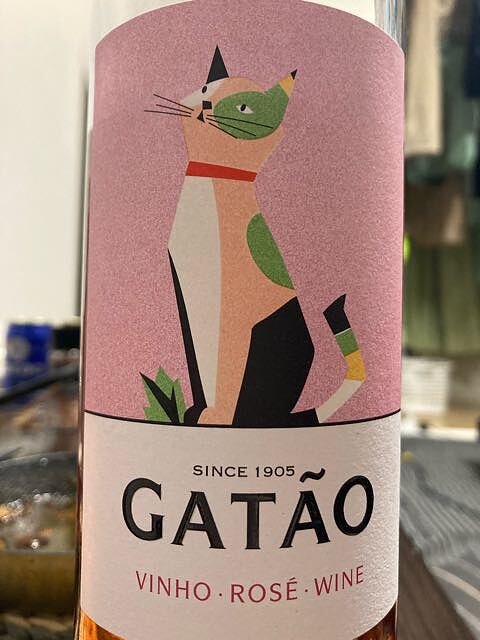 SINCE 1905
GATÃO
VINHO · ROSÉ · WINE